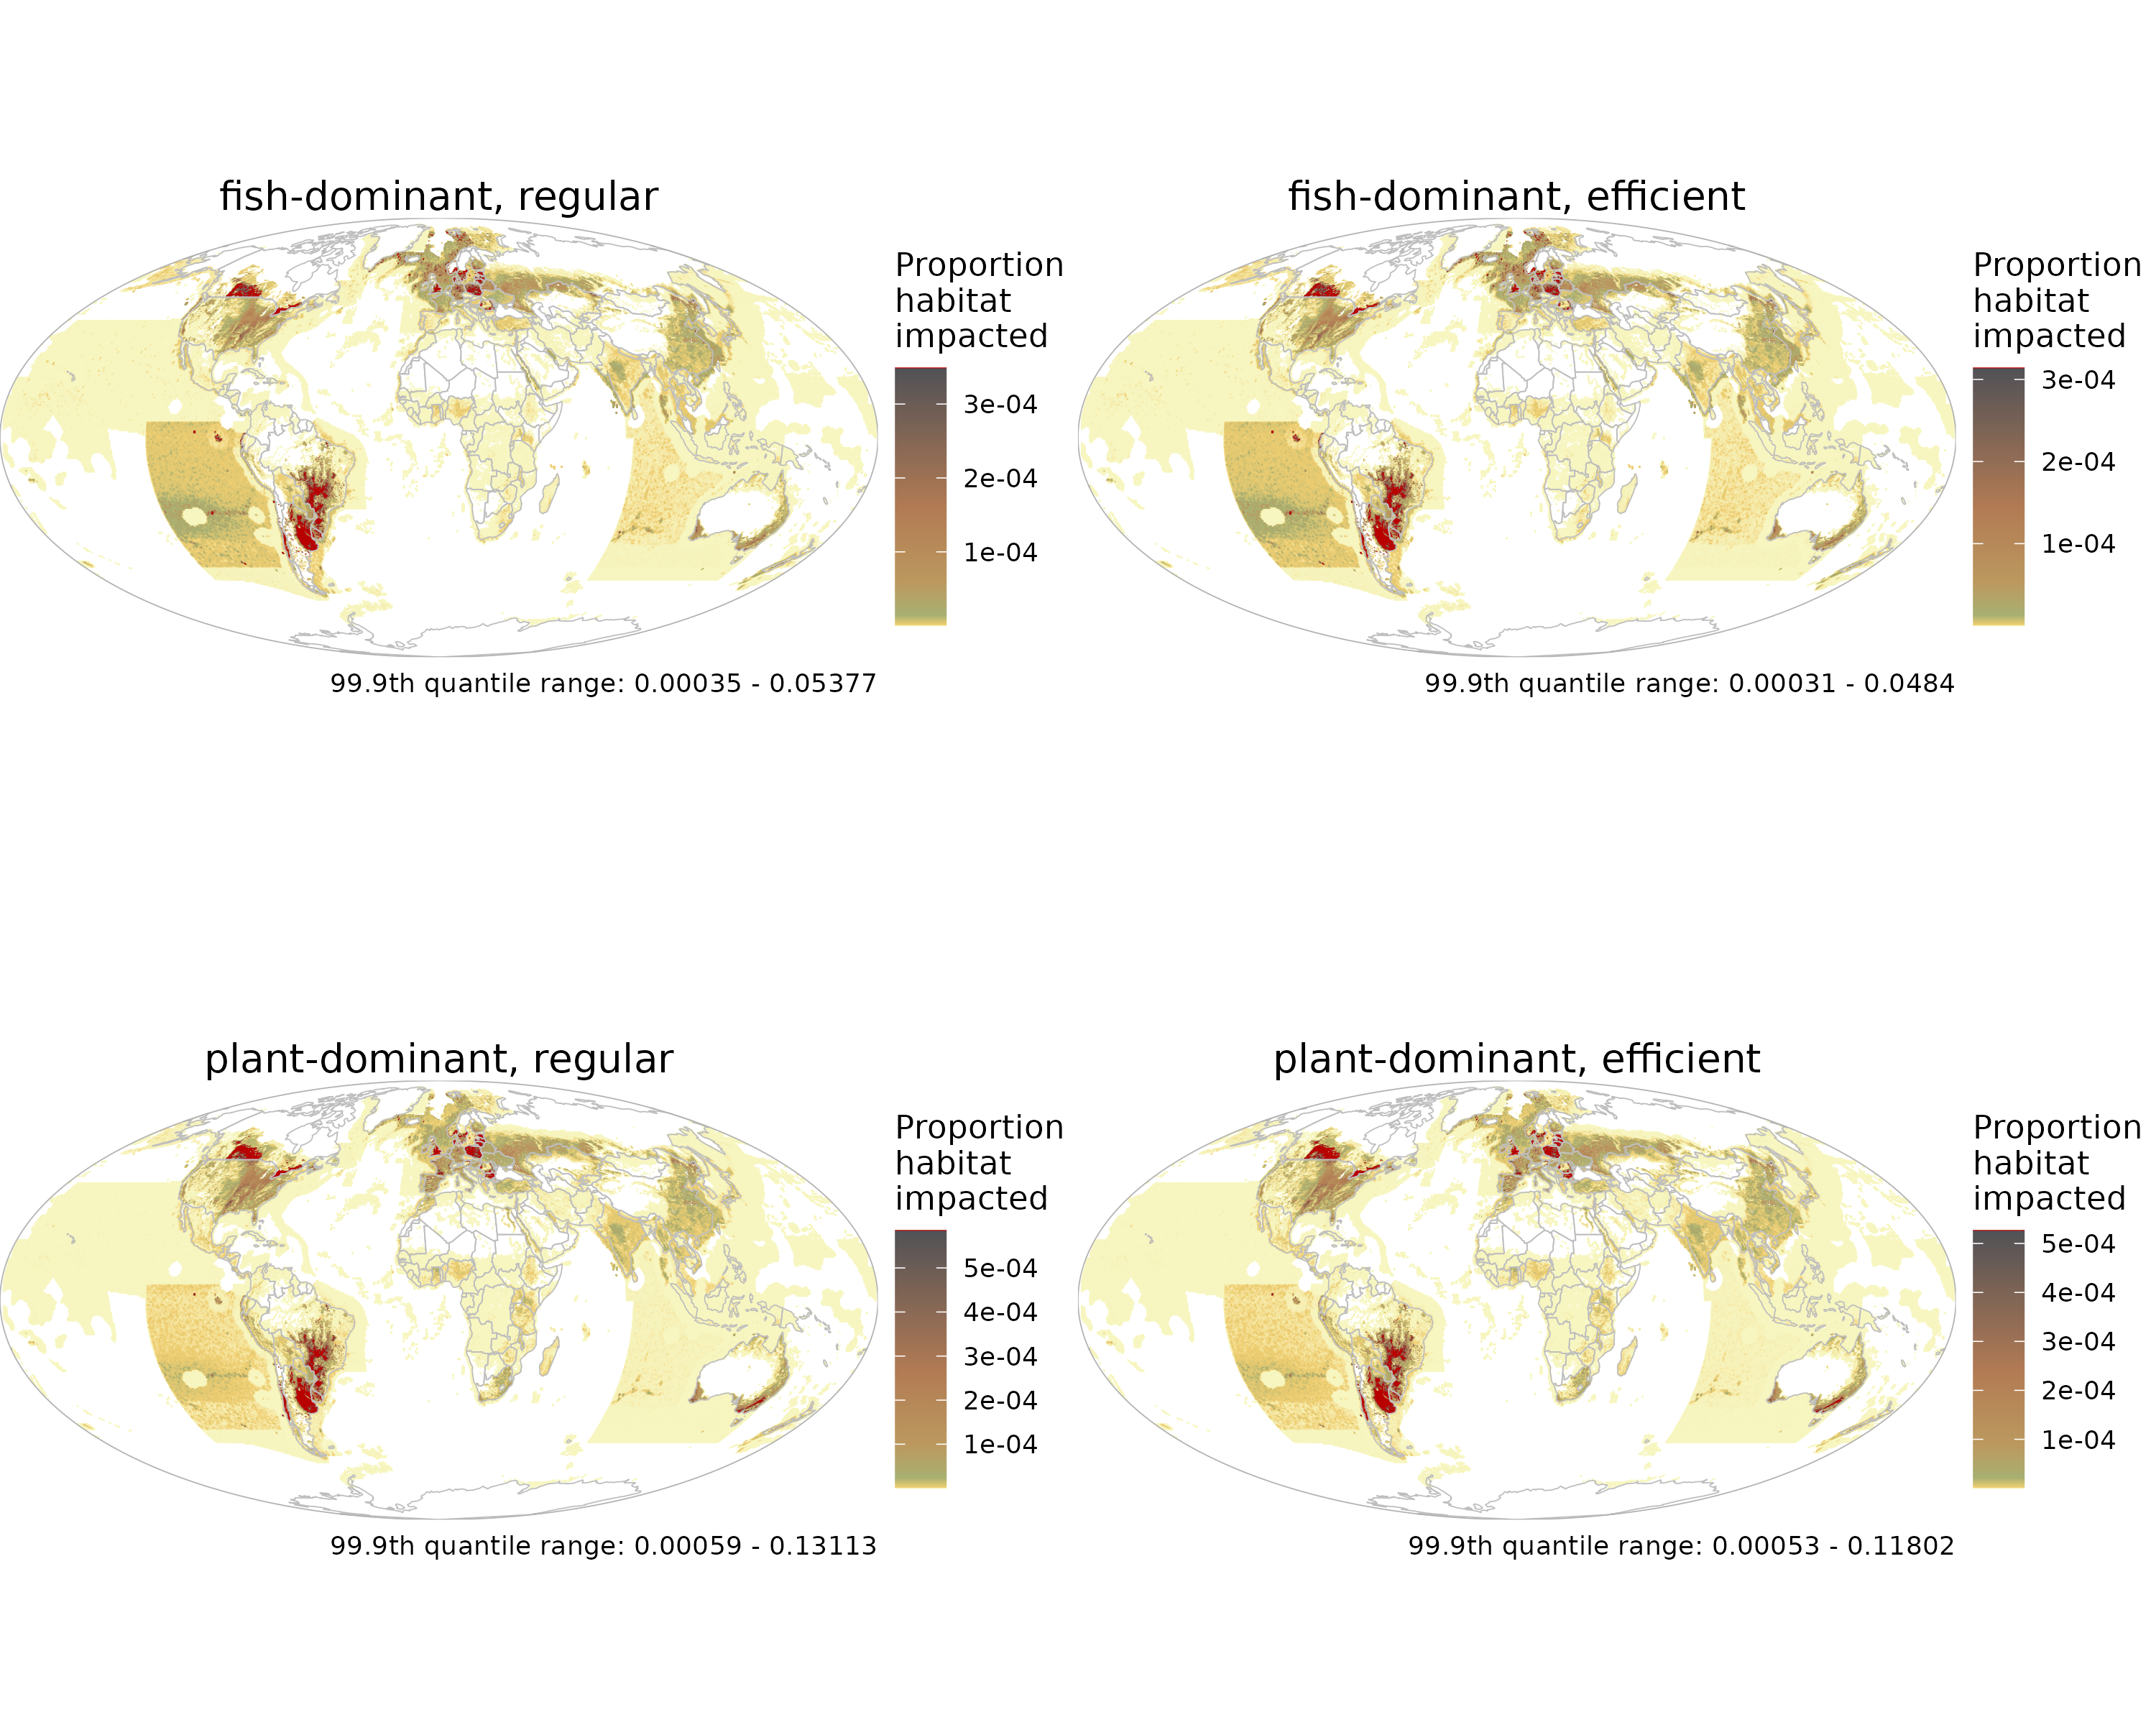 fish-dominant, regular
Proportion
habitat
impacted
3e-04
2e-04
1e-04
99.9th quantile range: 0.00035 - 0.05377
fish-dominant, efficient
Proportion
habitat
impacted
3e-04
2e-04
1e-04
99.9th quantile range: 0.00031 - 0.0484
plant-dominant, regular
Proportion
habitat
impacted
5e-04
4e-04
3e-04
2e-04
1e-04
99.9th quantile range: 0.00059 - 0.13113
plant-dominant, efficient
Proportion
habitat
impacted
5e-04
4e-04
3e-04
2e-04
1e-04
99.9th quantile range: 0.00053 - 0.11802